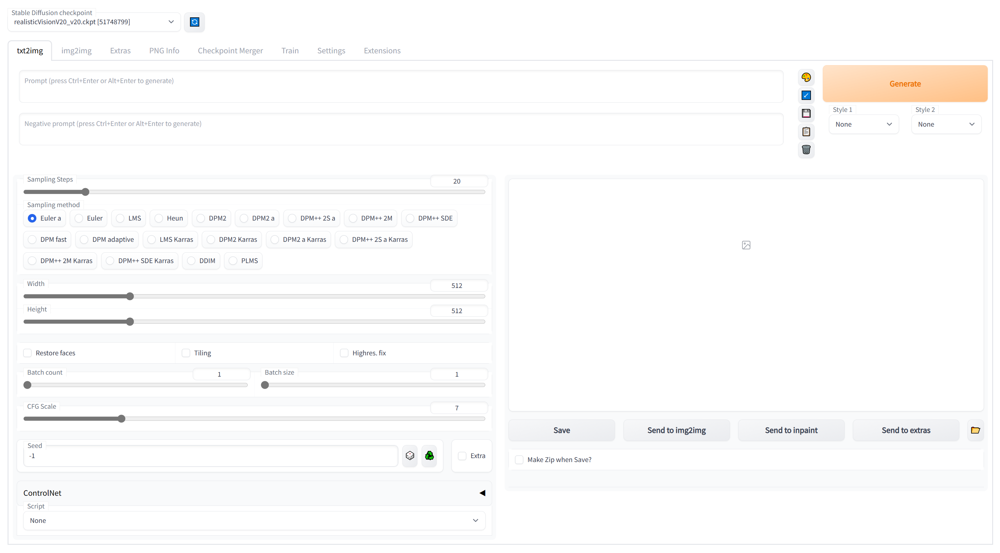 Stable Diffusion checkpoint
realisticVisionV20_v20.ckpt [51748799]
txt2img img2img Extras PNG Info Checkpoint Merger Train Settings Extensions
Prompt (press Ctrl+Enter or Alt+Enter to generate)
Generate
Style 1 Style 2
None None
Negative prompt (press Ctrl+Enter or Alt+Enter to generate)
Sampling Steps 20
Sampling method
Euler a Euler LMS Heun DPM2 DPM2 a DPM++ 2S a DPM++ 2M DPM++ SDE
DPM fast DPM adaptive LMS Karras DPM2 Karras DPM2 a Karras DPM++ 2S a Karras
DPM++ 2M Karras DPM++ SDE Karras DDIM PLMS
Width 512
Height 512
Restore faces Tiling Highres. fix
Batch count 1 Batch size 1
CFG Scale 7
Seed
-1
Extra
ControlNet
Script
None
Save Send to img2img Send to inpaint Send to extras
Make Zip when Save?